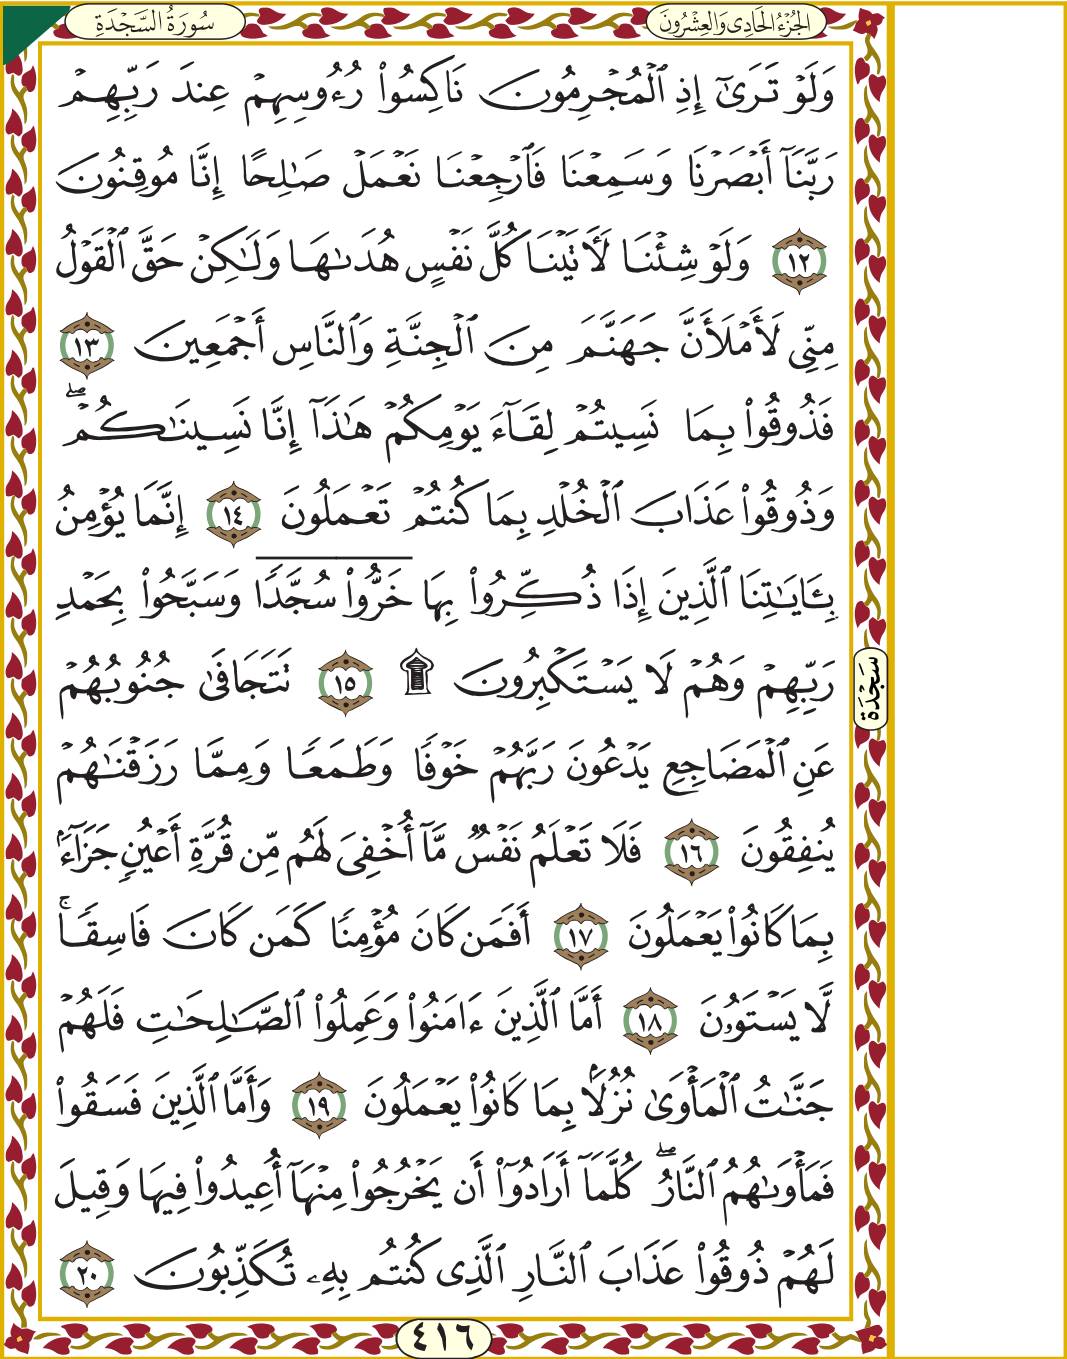 الجُزْءُ الحَادِى وَالعِشْرُونَ
سُورَةُ السَّجْدَةِ
وَلَوْ تَرَىٰٓ إِذِ ٱلْمُجْرِمُونَ نَاكِسُوا۟ رُءُوسِهِمْ عِندَ رَبِّهِمْ
رَبَّنَآ أَبْصَرْنَا وَسَمِعْنَا فَٱرْجِعْنَا نَعْمَلْ صَٰلِحًا إِنَّا مُوقِنُونَ
١٢ وَلَوْ شِئْنَا لَءَاتَيْنَا كُلَّ نَفْسٍ هُدَىٰهَا وَلَٰكِنْ حَقَّ ٱلْقَوْلُ
مِنِّى لَأَمْلَأَنَّ جَهَنَّمَ مِنَ ٱلْجِنَّةِ وَٱلنَّاسِ أَجْمَعِينَ ١٣
فَذُوقُوا۟ بِمَا نَسِيتُمْ لِقَآءَ يَوْمِكُمْ هَٰذَآ إِنَّا نَسِينَٰكُمْ ۖ
وَذُوقُوا۟ عَذَابَ ٱلْخُلْدِ بِمَا كُنتُمْ تَعْمَلُونَ ١٤ إِنَّمَا يُؤْمِنُ
بِـَٔايَٰتِنَا ٱلَّذِينَ إِذَا ذُكِّرُوا۟ بِهَا خَرُّوا۟ سُجَّدًا وَسَبَّحُوا۟ بِحَمْدِ
رَبِّهِمْ وَهُمْ لَا يَسْتَكْبِرُونَ ۩ ١٥ تَتَجَافَىٰ جُنُوبُهُمْ
سَجْدَة
عَنِ ٱلْمَضَاجِعِ يَدْعُونَ رَبَّهُمْ خَوْفًا وَطَمَعًا وَمِمَّا رَزَقْنَٰهُمْ
يُنفِقُونَ ١٦ فَلَا تَعْلَمُ نَفْسٌ مَّآ أُخْفِىَ لَهُم مِّن قُرَّةِ أَعْيُنٍ جَزَآءًۢ
بِمَا كَانُوا۟ يَعْمَلُونَ ١٧ أَفَمَن كَانَ مُؤْمِنًا كَمَن كَانَ فَاسِقًا ۚ
لَّا يَسْتَوُۥنَ ١٨ أَمَّا ٱلَّذِينَ ءَامَنُوا۟ وَعَمِلُوا۟ ٱلصَّٰلِحَٰتِ فَلَهُمْ
جَنَّٰتُ ٱلْمَأْوَىٰ نُزُلًۢا بِمَا كَانُوا۟ يَعْمَلُونَ ١٩ وَأَمَّا ٱلَّذِينَ فَسَقُوا۟
فَمَأْوَىٰهُمُ ٱلنَّارُ ۖ كُلَّمَآ أَرَادُوٓا۟ أَن يَخْرُجُوا۟ مِنْهَآ أُعِيدُوا۟ فِيهَا وَقِيلَ
لَهُمْ ذُوقُوا۟ عَذَابَ ٱلنَّارِ ٱلَّذِى كُنتُم بِهِۦ تُكَذِّبُونَ ٢٠
٤١٦